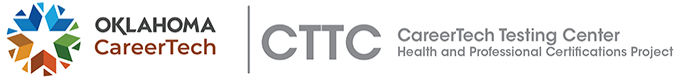 OKLAHOMA
CareerTech
CTTC
CareerTech Testing Center
Health and Professional Certifications Project